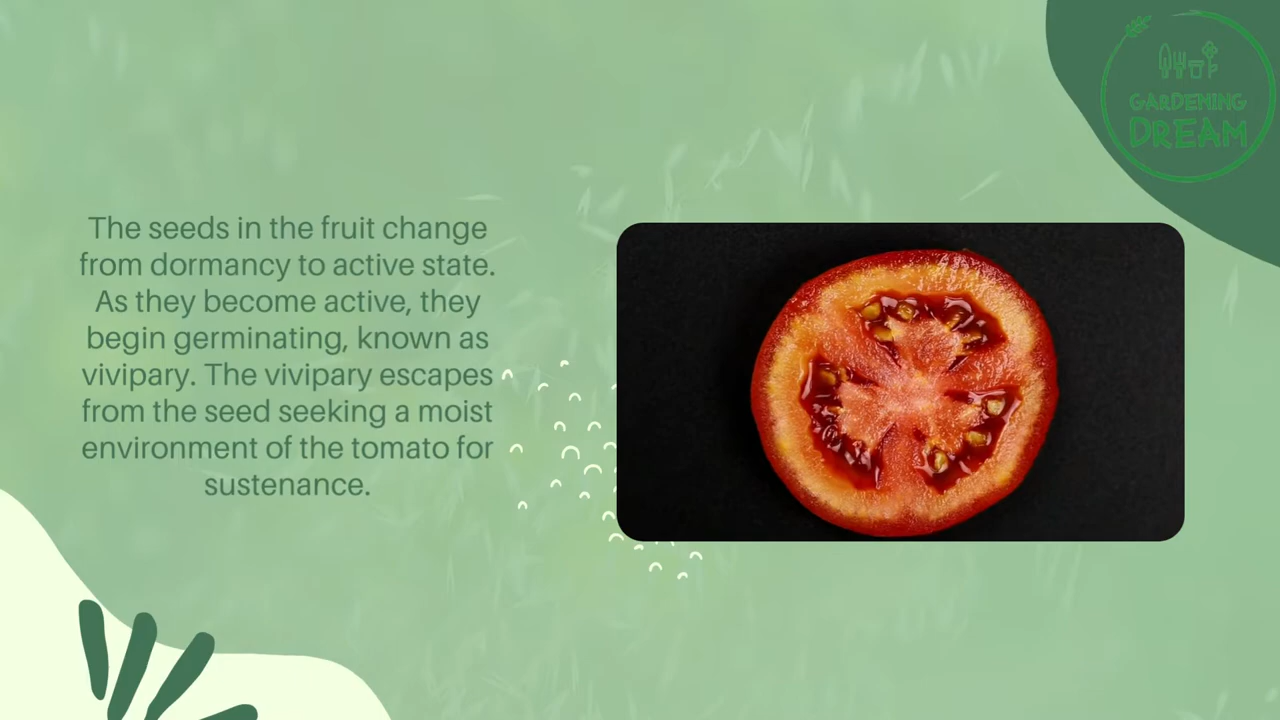 The seeds in the fruit change
from dormancy to active state.
As they become active, they
begin germinating, known as
vivipary. The vivipary escapes
from the seed seeking a moist
environment of the tomato for
sustenance.
GARDENING
DREAM